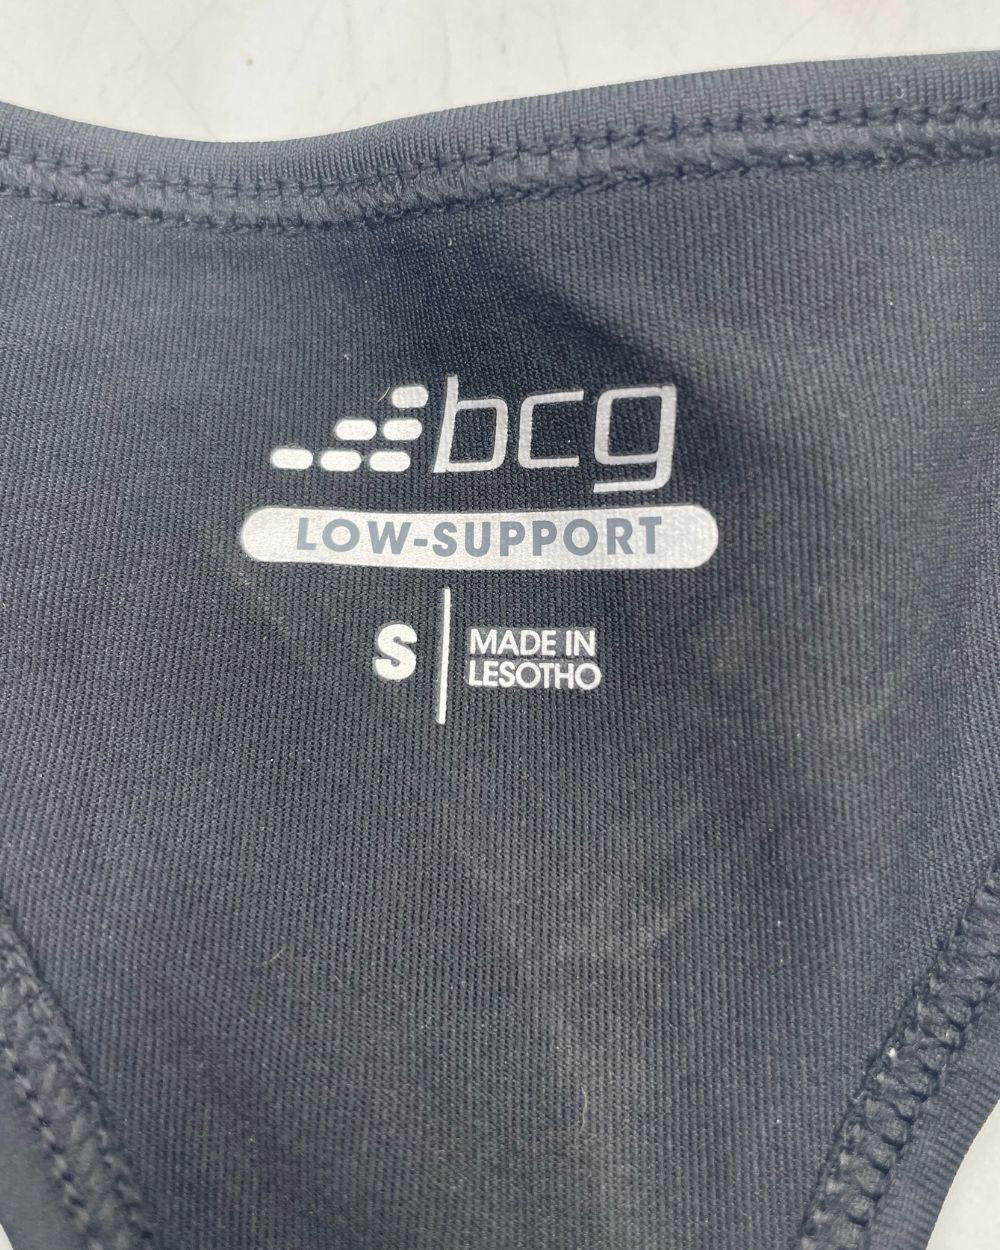 bcg
LOW-SUPPORT
S
MADE IN
LESOTHO